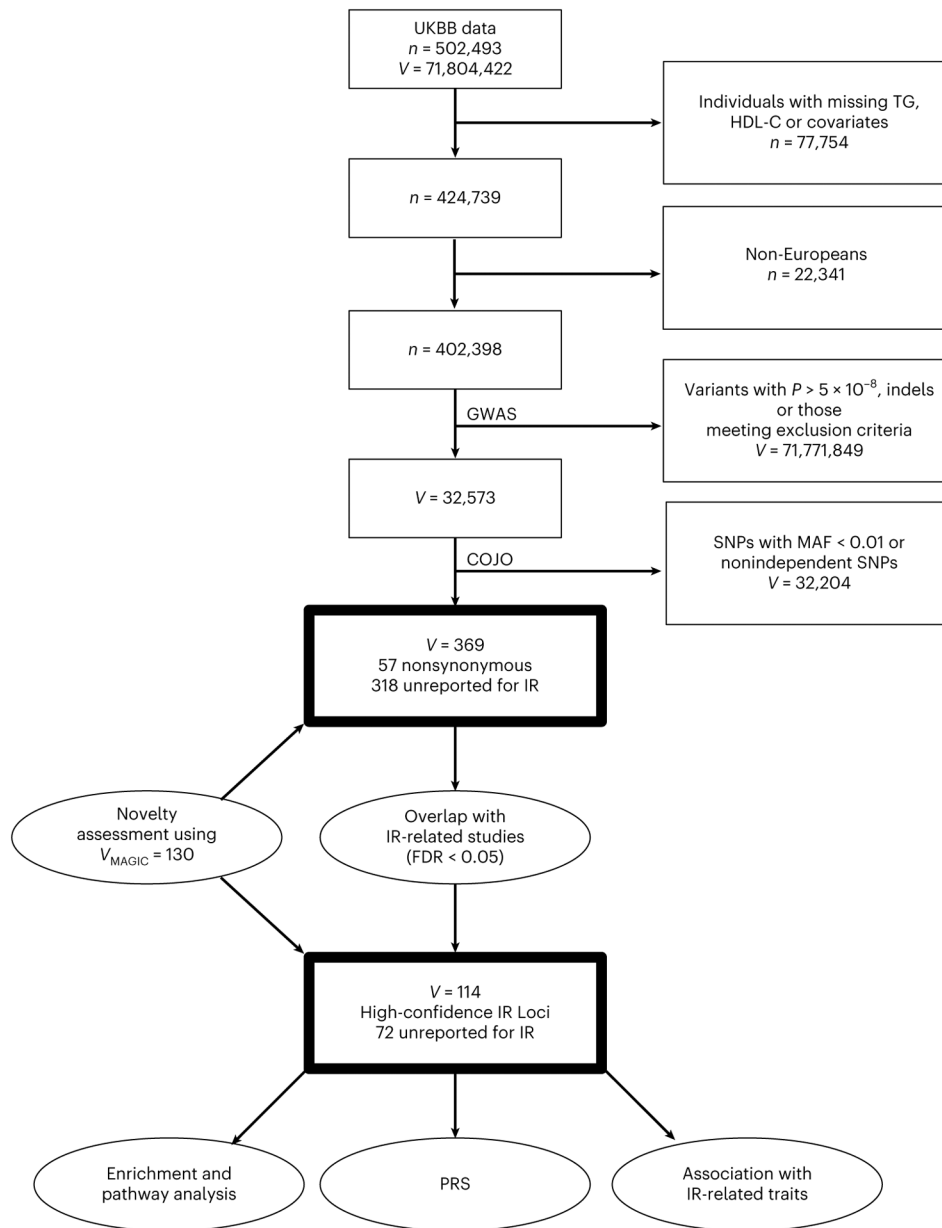 UKBB data
n = 502,493
V = 71,804,422
Individuals with missing TG,
HDL-C or covariates
n = 77,754
n = 424,739
Non-Europeans
n = 22,341
n = 402,398
GWAS
Variants with P > 5 × 10⁻⁸, indels
or those
meeting exclusion criteria
V = 71,771,849
V = 32,573
COJO
SNPs with MAF < 0.01 or
nonindependent SNPs
V = 32,204
V = 369
57 nonsynonymous
318 unreported for IR
Novelty
assessment using
V_MAGIC = 130
Overlap with
IR-related studies
(FDR < 0.05)
V = 114
High-confidence IR Loci
72 unreported for IR
Enrichment and
pathway analysis
PRS
Association with
IR-related traits